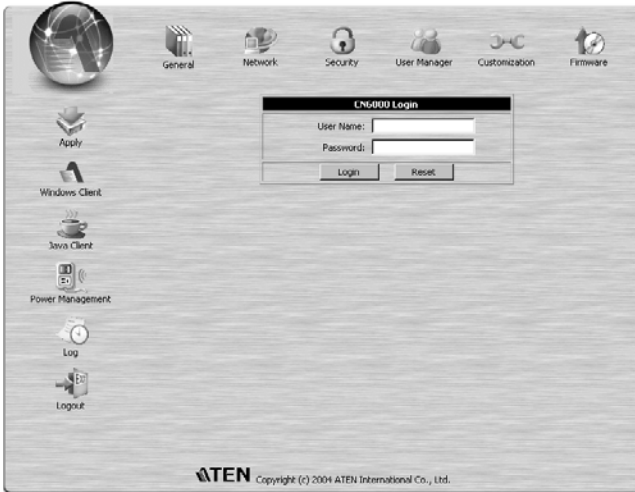 General
Network
Security
User Manager
Customization
Firmware
CN6000 Login
User Name:
Password:
Login
Reset
Apply
Windows Client
Java Client
Power Management
Log
Exit
Logout
ATEN Copyright (c) 2004 ATEN International Co., Ltd.